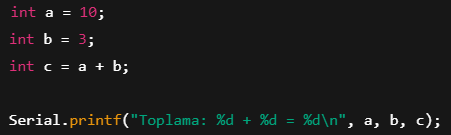 int a = 10;
int b = 3;
int c = a + b;
Serial.printf("Toplama: %d + %d = %d\n", a, b, c);